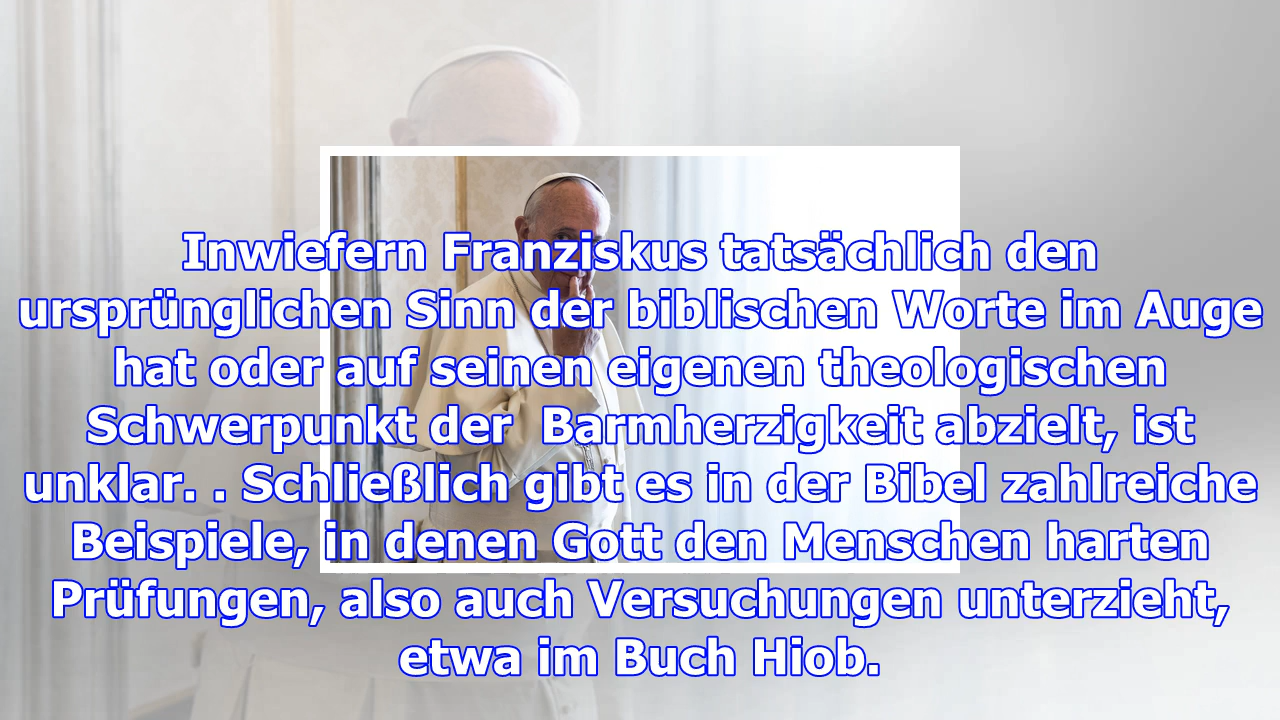 Inwiefern Franziskus tatsächlich den
ursprünglichen Sinn der biblischen Worte im Auge
hat oder auf seinen eigenen theologischen
Schwerpunkt der  Barmherzigkeit abzielt, ist
unklar. . Schließlich gibt es in der Bibel zahlreiche
Beispiele, in denen Gott den Menschen harten
Prüfungen, also auch Versuchungen unterzieht,
etwa im Buch Hiob.